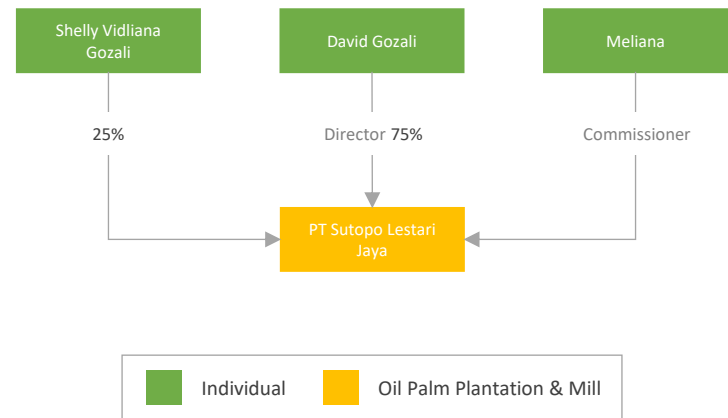 Shelly Vidliana
Gozali
David Gozali
Meliana
25%
Director 75%
Commissioner
PT Sutopo Lestari
Jaya
Individual
Oil Palm Plantation & Mill